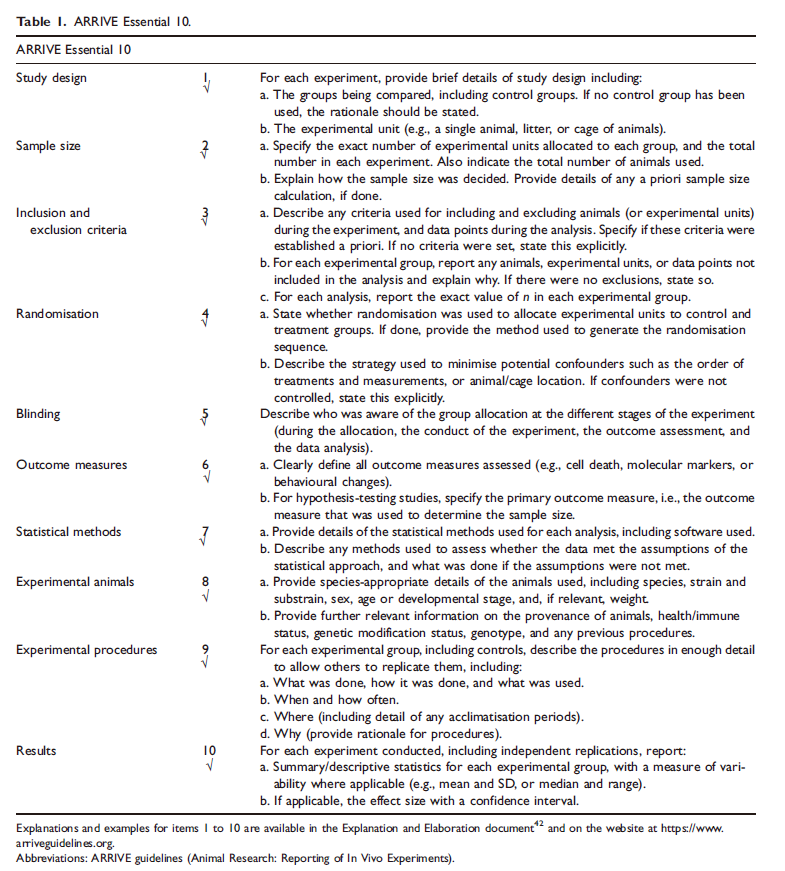 Table 1. ARRIVE Essential 10.
ARRIVE Essential 10
Study design 1 For each experiment, provide brief details of study design including:
√ a. The groups being compared, including control groups. If no control group has been
used, the rationale should be stated.
b. The experimental unit (e.g., a single animal, litter, or cage of animals).
Sample size 2 a. Specify the exact number of experimental units allocated to each group, and the total
√ number in each experiment. Also indicate the total number of animals used.
b. Explain how the sample size was decided. Provide details of any a priori sample size
calculation, if done.
Inclusion and 3 a. Describe any criteria used for including and excluding animals (or experimental units)
exclusion criteria √ during the experiment, and data points during the analysis. Specify if these criteria were
established a priori. If no criteria were set, state this explicitly.
b. For each experimental group, report any animals, experimental units, or data points not
included in the analysis and explain why. If there were no exclusions, state so.
c. For each analysis, report the exact value of n in each experimental group.
Randomisation 4 a. State whether randomisation was used to allocate experimental units to control and
√ treatment groups. If done, provide the method used to generate the randomisation
sequence.
b. Describe the strategy used to minimise potential confounders such as the order of
treatments and measurements, or animal/cage location. If confounders were not
controlled, state this explicitly.
Blinding 5 Describe who was aware of the group allocation at the different stages of the experiment
√ (during the allocation, the conduct of the experiment, the outcome assessment, and
the data analysis).
Outcome measures 6 a. Clearly define all outcome measures assessed (e.g., cell death, molecular markers, or
√ behavioural changes).
b. For hypothesis-testing studies, specify the primary outcome measure, i.e., the outcome
measure that was used to determine the sample size.
Statistical methods 7 a. Provide details of the statistical methods used for each analysis, including software used.
√ b. Describe any methods used to assess whether the data met the assumptions of the
statistical approach, and what was done if the assumptions were not met.
Experimental animals 8 a. Provide species-appropriate details of the animals used, including species, strain and
√ substrain, sex, age or developmental stage, and, if relevant, weight.
b. Provide further relevant information on the provenance of animals, health/immune
status, genetic modification status, genotype, and any previous procedures.
Experimental procedures 9 For each experimental group, including controls, describe the procedures in enough detail
√ to allow others to replicate them, including:
a. What was done, how it was done, and what was used.
b. When and how often.
c. Where (including detail of any acclimatisation periods).
d. Why (provide rationale for procedures).
Results 10 For each experiment conducted, including independent replications, report:
√ a. Summary/descriptive statistics for each experimental group, with a measure of vari-
ability where applicable (e.g., mean and SD, or median and range).
b. If applicable, the effect size with a confidence interval.
Explanations and examples for items 1 to 10 are available in the Explanation and Elaboration document42 and on the website at https://www.
arriveguidelines.org.
Abbreviations: ARRIVE guidelines (Animal Research: Reporting of In Vivo Experiments).